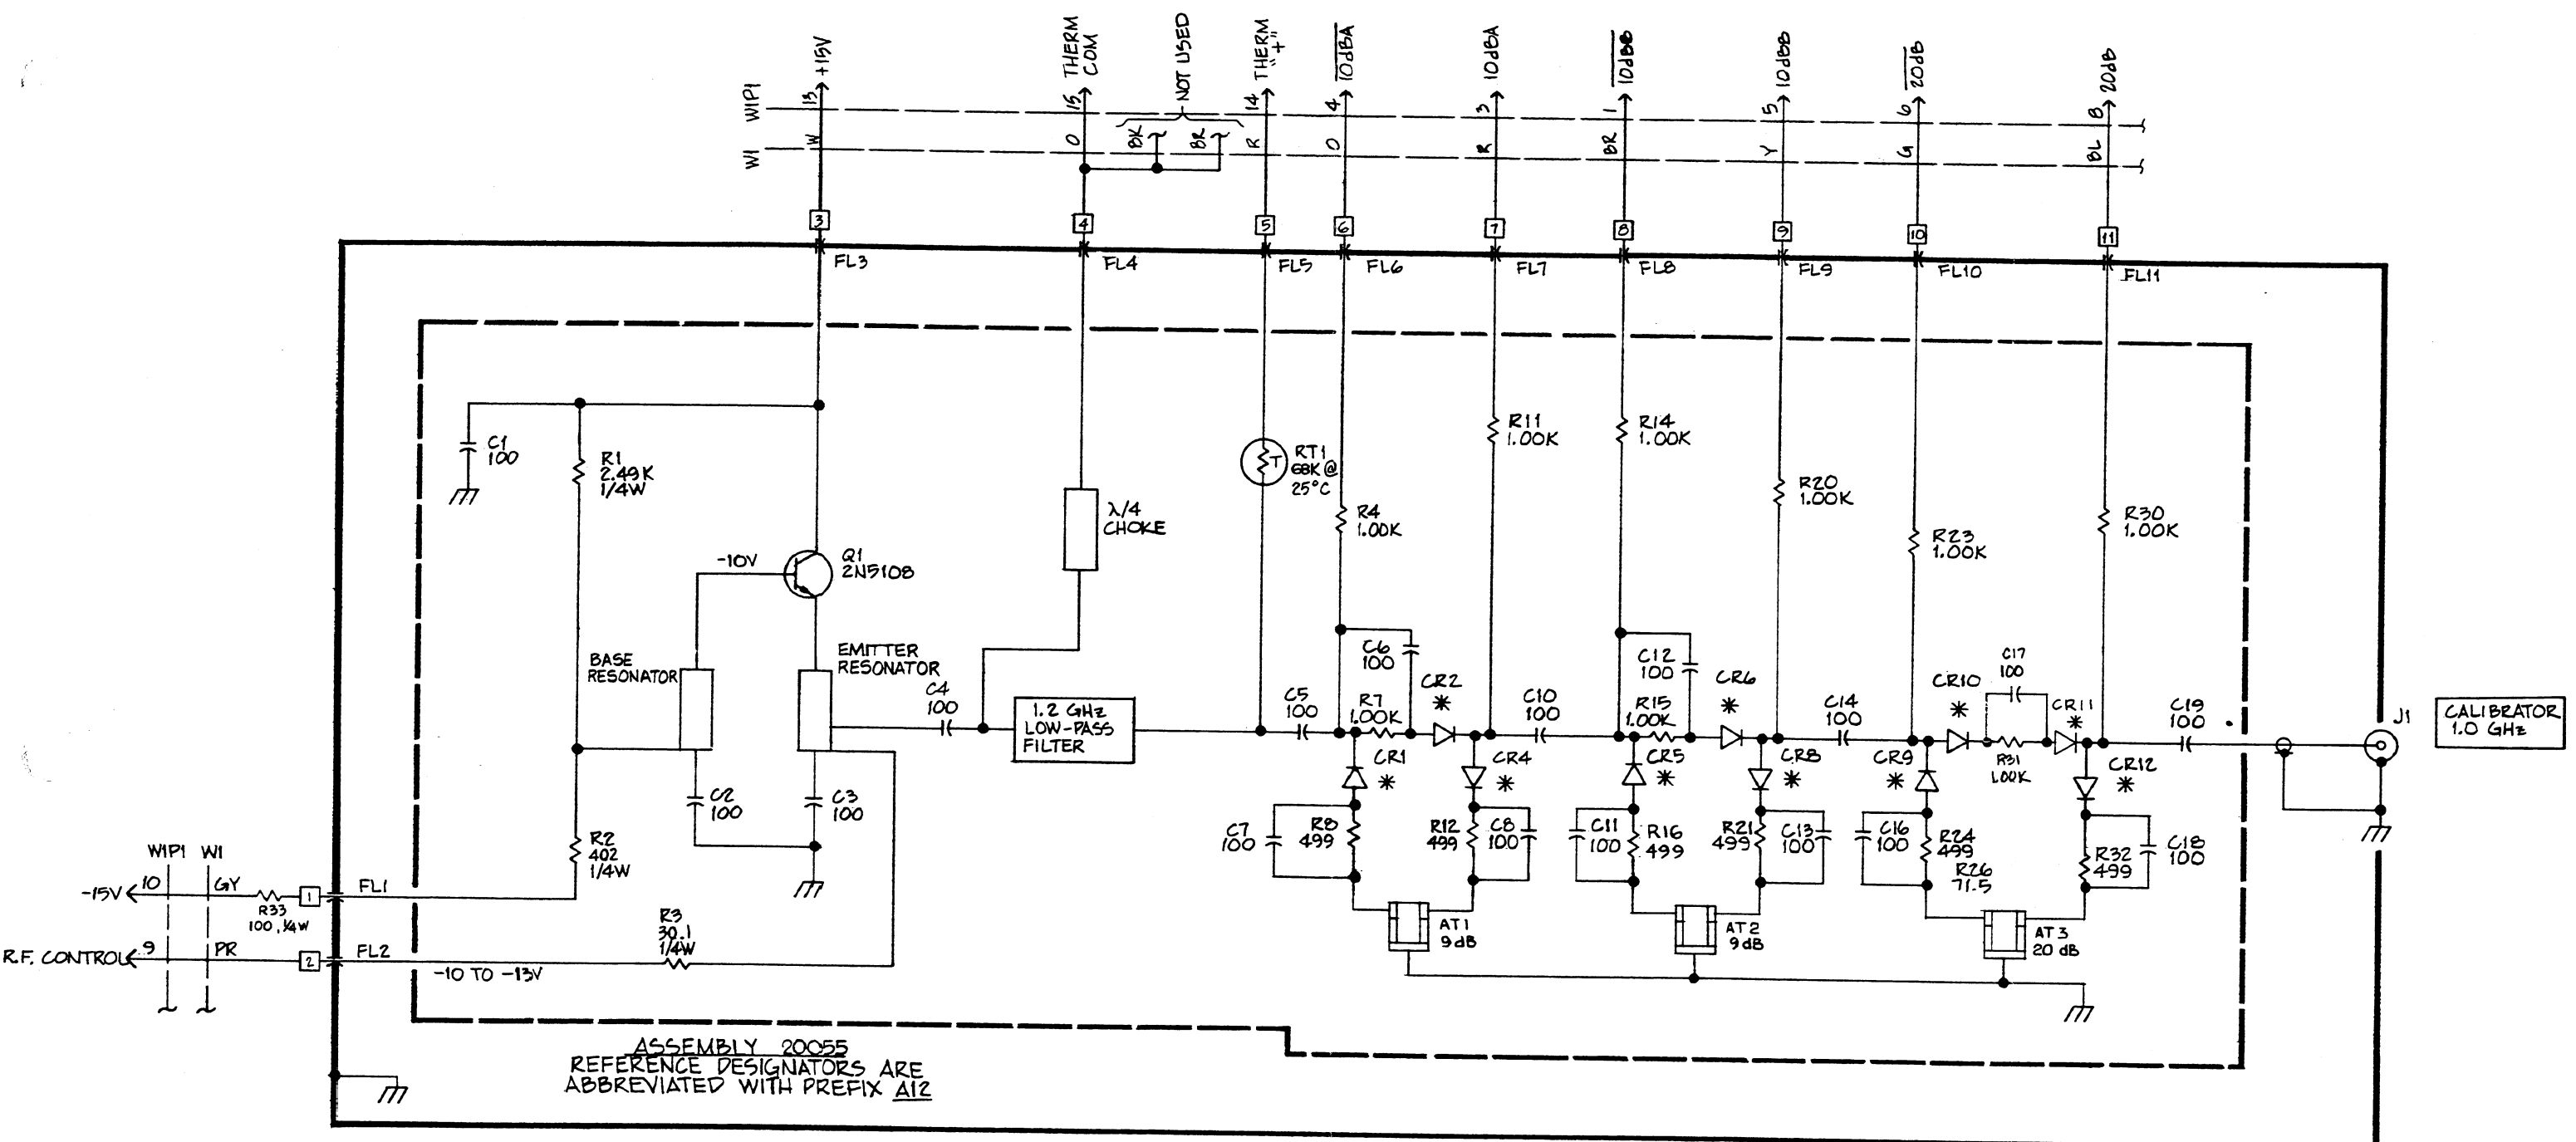 WIPI
WI
13
+15V
W
15
THERM
COM
O
BK
BR
NOT USED
14
THERM
"+"
R
4
10dBA
O
3
10dBA
R
1
10dBB
BR
5
10dBB
Y
6
20dB
G
8
20dB
BL
3
4
5
6
7
8
9
10
11
FL3
FL4
FL5
FL6
FL7
FL8
FL9
FL10
FL11
C1
100
R1
2.49K
1/4W
-10V
Q1
2N5108
λ/4
CHOKE
RT1
68K @
25°C
R4
1.00K
R11
1.00K
R14
1.00K
R20
1.00K
R23
1.00K
R30
1.00K
BASE
RESONATOR
EMITTER
RESONATOR
C4
100
1.2 GHz
LOW-PASS
FILTER
C5
100
C6
100
R7
1.00K
CR2
*
C10
100
C12
100
R15
1.00K
CR6
*
C14
100
CR10
*
C17
100
R31
1.00K
CR11
*
C19
100
J1
CALIBRATOR
1.0 GHz
CR1
*
CR4
*
CR5
*
CR8
*
CR9
*
CR12
*
C2
100
C3
100
C7
100
R8
499
R12
499
C8
100
C11
100
R16
499
R21
499
C13
100
C16
100
R24
499
R26
71.5
R32
499
C18
100
AT1
9dB
AT2
9dB
AT3
20 dB
R2
402
1/4W
W1P1
W1
-15V
10
GY
R33
100, 1/4W
1
FL1
R.F. CONTROL
9
PR
2
FL2
-10 TO -13V
R3
30.1
1/4W
ASSEMBLY 20055
REFERENCE DESIGNATORS ARE
ABBREVIATED WITH PREFIX A12